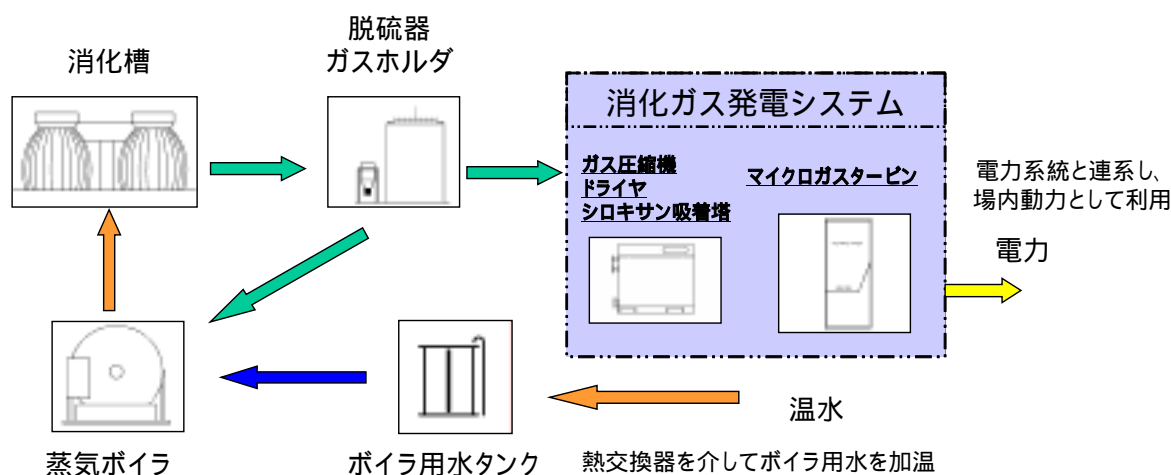 消化槽
脱硫器
ガスホルダ
消化ガス発電システム
ガス圧縮機
ドライヤ
シロキサン吸着塔
マイクロガスタービン
電力系統と連系し、
場内動力として利用
電力
温水
蒸気ボイラ
ボイラ用水タンク
熱交換器を介してボイラ用水を加温